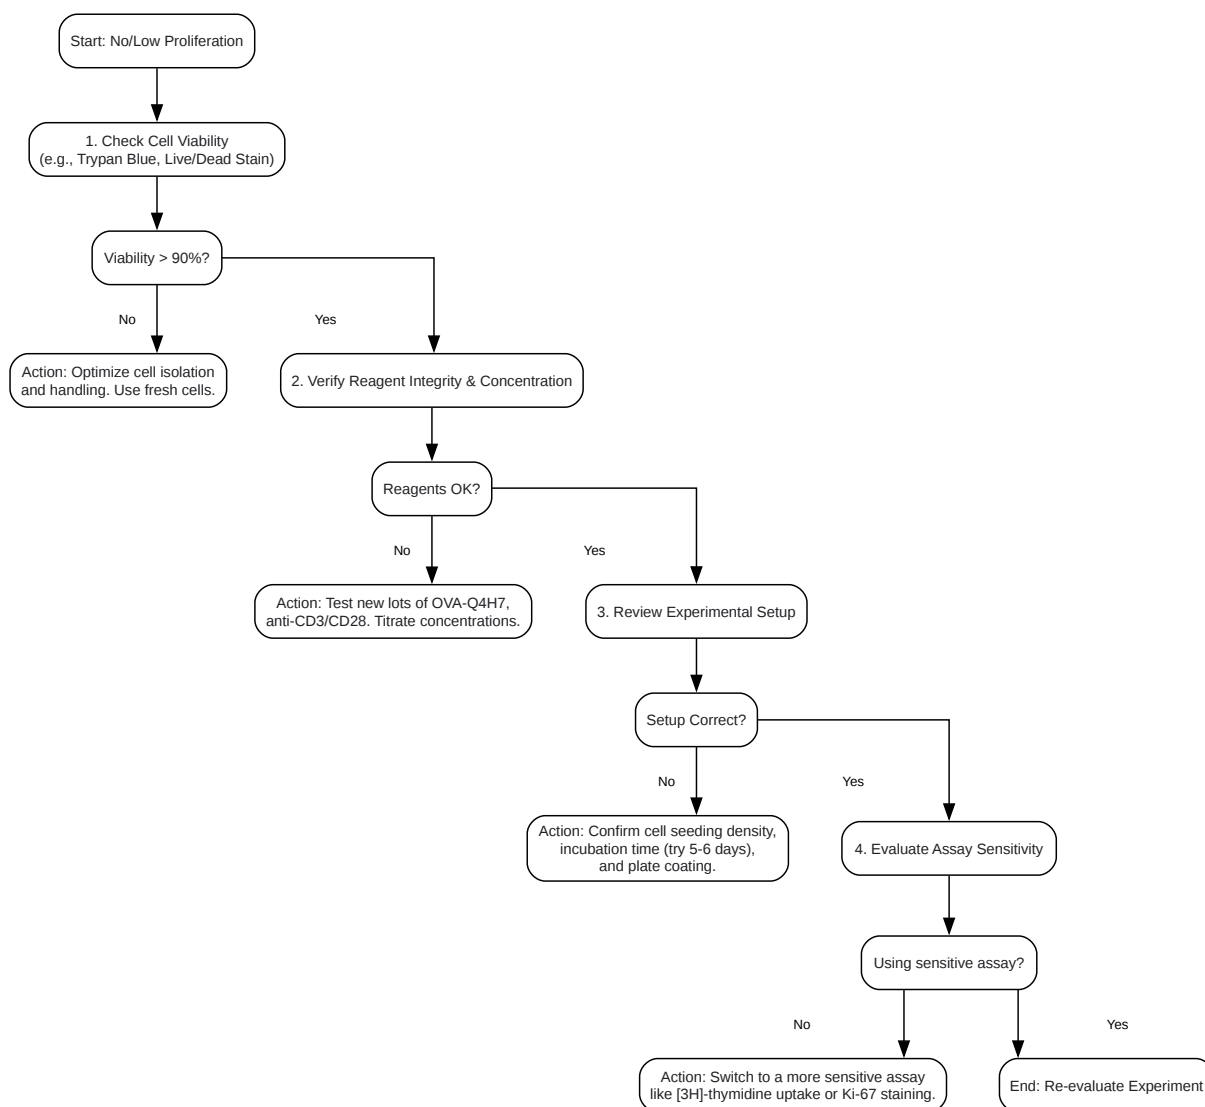 Start: No/Low Proliferation
1. Check Cell Viability
(e.g., Trypan Blue, Live/Dead Stain)
Viability > 90%?
No
Yes
Action: Optimize cell isolation
and handling. Use fresh cells.
2. Verify Reagent Integrity & Concentration
Reagents OK?
No
Yes
Action: Test new lots of OVA-Q4H7,
anti-CD3/CD28. Titrate concentrations.
3. Review Experimental Setup
Setup Correct?
No
Yes
Action: Confirm cell seeding density,
incubation time (try 5-6 days),
and plate coating.
4. Evaluate Assay Sensitivity
Using sensitive assay?
No
Yes
Action: Switch to a more sensitive assay
like [3H]-thymidine uptake or Ki-67 staining.
End: Re-evaluate Experiment